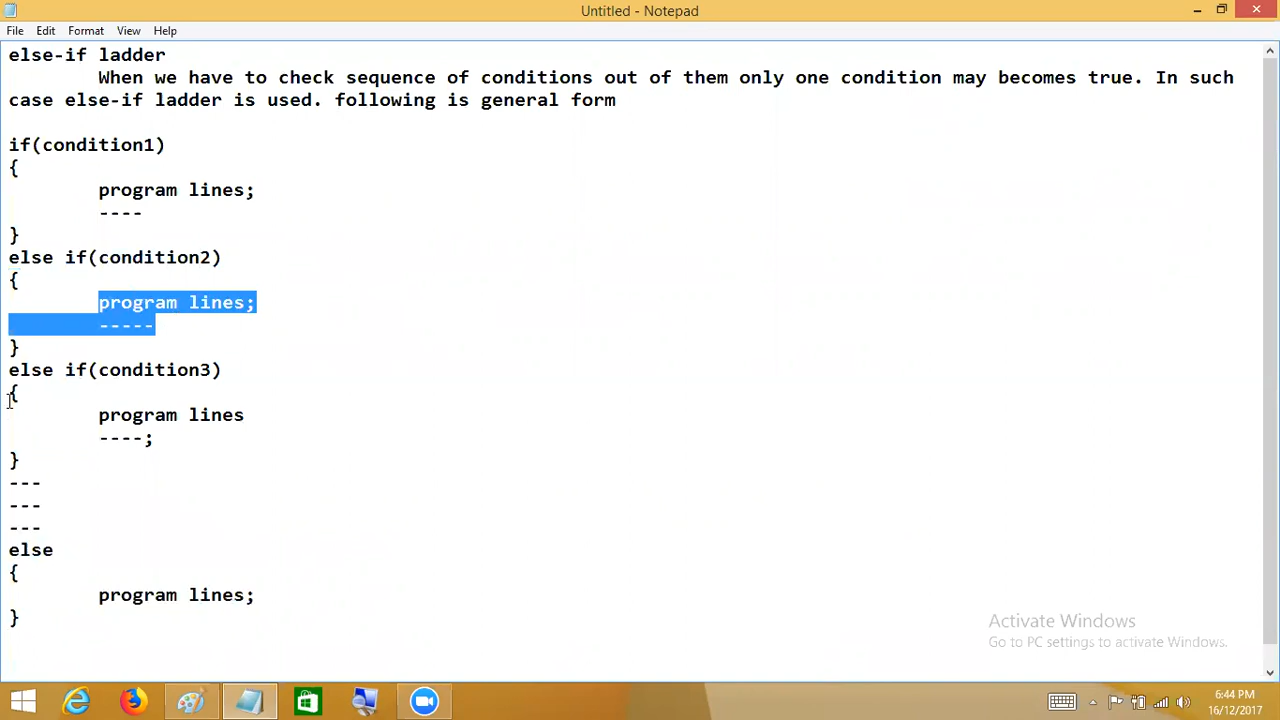 Untitled - Notepad
File Edit Format View Help
else-if ladder
When we have to check sequence of conditions out of them only one condition may becomes true. In such
case else-if ladder is used. following is general form
if(condition1)
{
program lines;
----
}
else if(condition2)
{
program lines;
-----
}
else if(condition3)
{
program lines
----;
}
---
---
---
else
{
program lines;
}
Activate Windows
Go to PC settings to activate Windows.
6:44 PM
16/12/2017